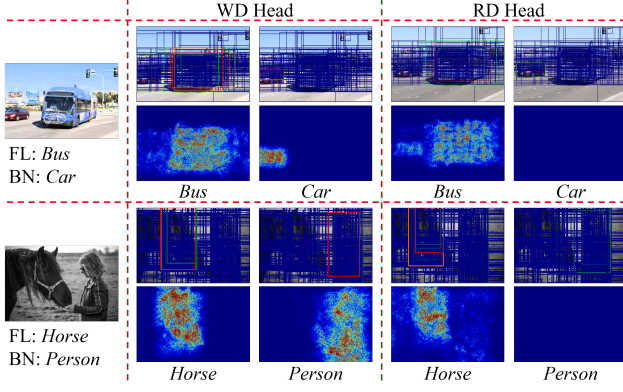 WD Head RD Head
FL: Bus
BN: Car
Bus Car Bus Car
FL: Horse
BN: Person
Horse Person Horse Person